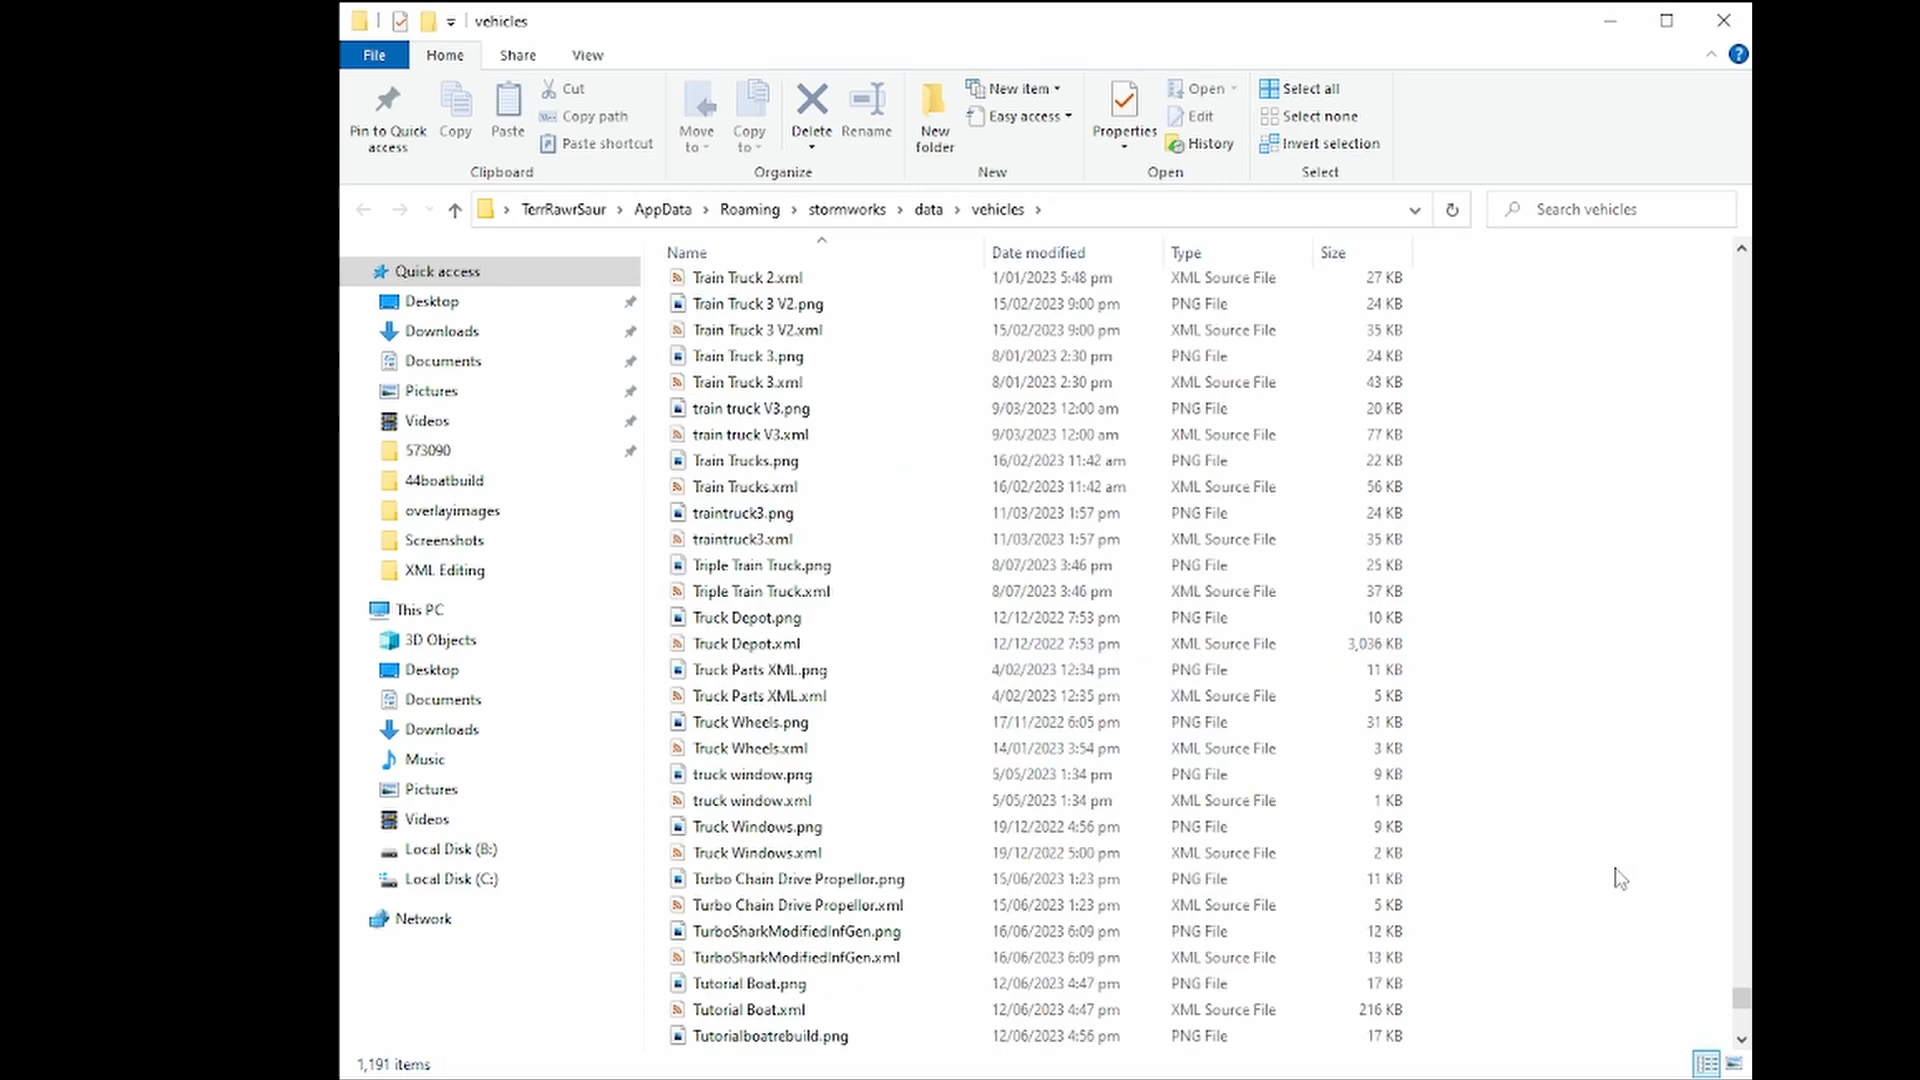 vehicles
File Home Share View
Pin to Quick access
Copy
Paste
Cut
Copy path
Paste shortcut
Clipboard
Move to
Copy to
Delete
Rename
Organize
New folder
New item
Easy access
New
Properties
Open
Edit
History
Open
Select all
Select none
Invert selection
Select
TerrRawrSaur > AppData > Roaming > stormworks > data > vehicles >
Search vehicles
Quick access
Desktop
Downloads
Documents
Pictures
Videos
573090
44boatbuild
overlayimages
Screenshots
XML Editing
This PC
3D Objects
Desktop
Documents
Downloads
Music
Pictures
Videos
Local Disk (B:)
Local Disk (C:)
Network
Name Date modified Type Size
Train Truck 2.xml 1/01/2023 5:48 pm XML Source File 27 KB
Train Truck 3 V2.png 15/02/2023 9:00 pm PNG File 24 KB
Train Truck 3 V2.xml 15/02/2023 9:00 pm XML Source File 35 KB
Train Truck 3.png 8/01/2023 2:30 pm PNG File 24 KB
Train Truck 3.xml 8/01/2023 2:30 pm XML Source File 43 KB
train truck V3.png 9/03/2023 12:00 am PNG File 20 KB
train truck V3.xml 9/03/2023 12:00 am XML Source File 77 KB
Train Trucks.png 16/02/2023 11:42 am PNG File 22 KB
Train Trucks.xml 16/02/2023 11:42 am XML Source File 56 KB
traintruck3.png 11/03/2023 1:57 pm PNG File 24 KB
traintruck3.xml 11/03/2023 1:57 pm XML Source File 35 KB
Triple Train Truck.png 8/07/2023 3:46 pm PNG File 25 KB
Triple Train Truck.xml 8/07/2023 3:46 pm XML Source File 37 KB
Truck Depot.png 12/12/2022 7:53 pm PNG File 10 KB
Truck Depot.xml 12/12/2022 7:53 pm XML Source File 3,036 KB
Truck Parts XML.png 4/02/2023 12:34 pm PNG File 11 KB
Truck Parts XML.xml 4/02/2023 12:35 pm XML Source File 5 KB
Truck Wheels.png 17/11/2022 6:05 pm PNG File 31 KB
Truck Wheels.xml 14/01/2023 3:54 pm XML Source File 3 KB
truck window.png 5/05/2023 1:34 pm PNG File 9 KB
truck window.xml 5/05/2023 1:34 pm XML Source File 1 KB
Truck Windows.png 19/12/2022 4:56 pm PNG File 9 KB
Truck Windows.xml 19/12/2022 5:00 pm XML Source File 2 KB
Turbo Chain Drive Propellor.png 15/06/2023 1:23 pm PNG File 11 KB
Turbo Chain Drive Propellor.xml 15/06/2023 1:23 pm XML Source File 5 KB
TurboSharkModifiedInfGen.png 16/06/2023 6:09 pm PNG File 12 KB
TurboSharkModifiedInfGen.xml 16/06/2023 6:09 pm XML Source File 13 KB
Tutorial Boat.png 12/06/2023 4:47 pm PNG File 17 KB
Tutorial Boat.xml 12/06/2023 4:47 pm XML Source File 216 KB
Tutorialboatrebuild.png 12/06/2023 4:56 pm PNG File 17 KB
1,191 items